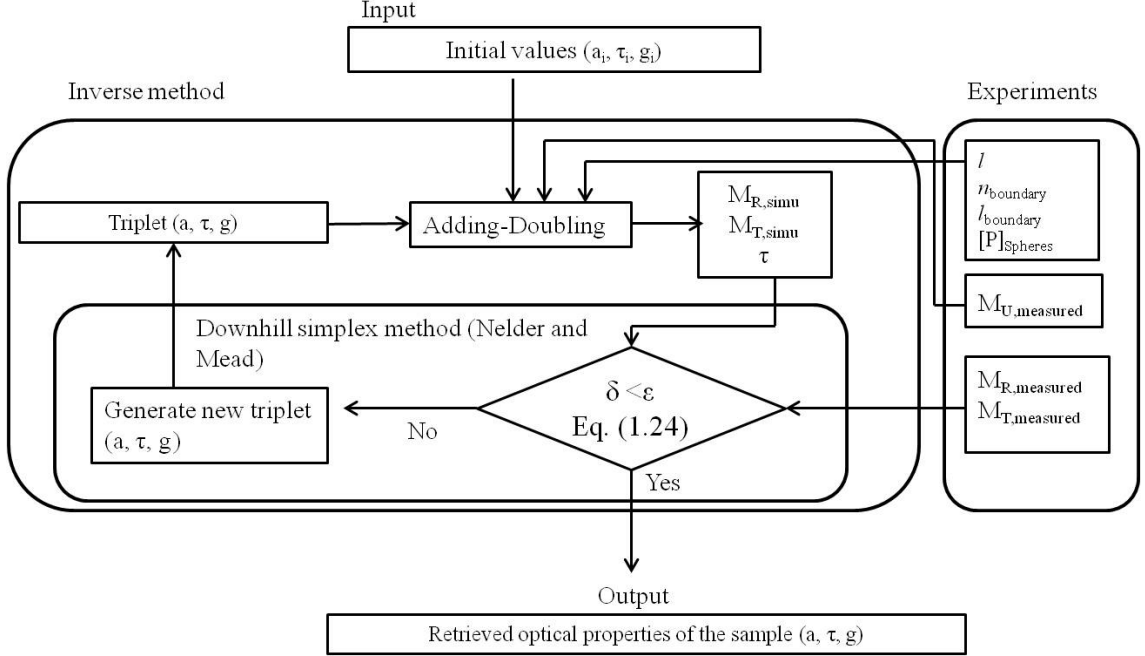 Input
Initial values (aᵢ, τᵢ, gᵢ)
Inverse method
Experiments
l
n_boundary
l_boundary
[P]_Spheres
Triplet (a, τ, g)
Adding-Doubling
M_R,simu
M_T,simu
τ
M_U,measured
Downhill simplex method (Nelder and
Mead)
δ <ε
Eq. (1.24)
M_R,measured
M_T,measured
Generate new triplet
(a, τ, g)
No
Yes
Output
Retrieved optical properties of the sample (a, τ, g)